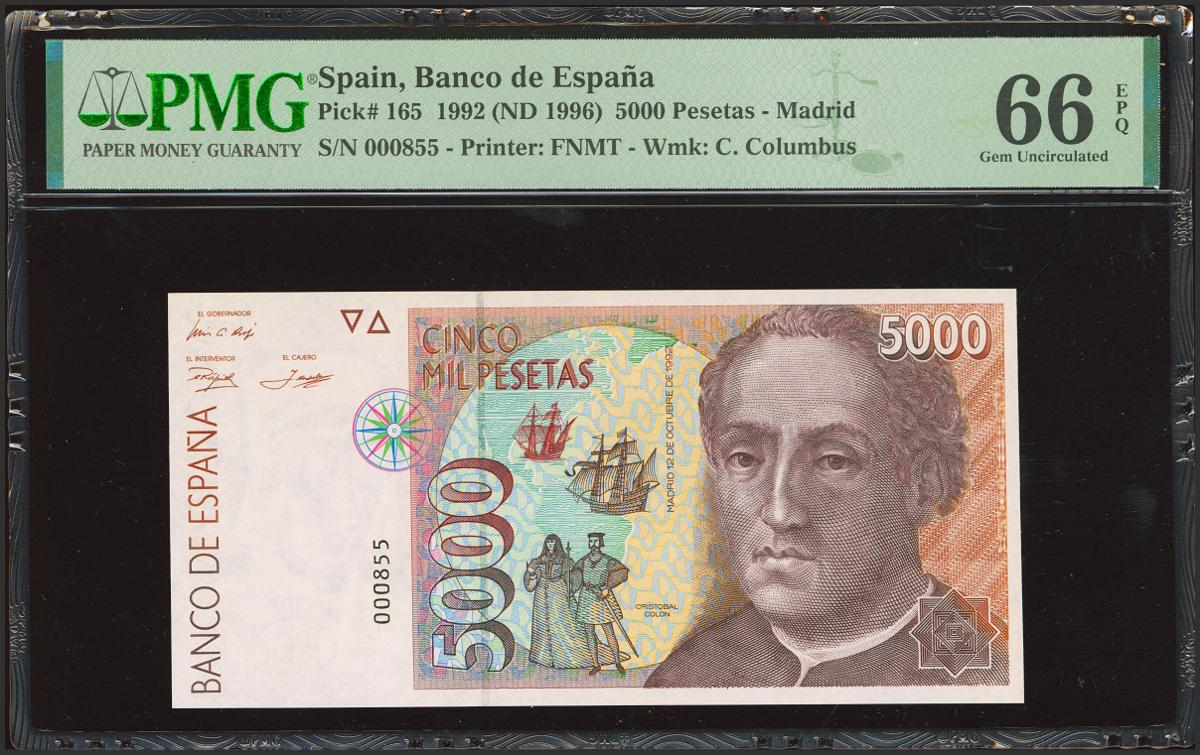 PMG®
PAPER MONEY GUARANTY
Spain, Banco de España
Pick# 165 1992 (ND 1996) 5000 Pesetas - Madrid
S/N 000855 - Printer: FNMT - Wmk: C. Columbus
66
EPQ
Gem Uncirculated
EL GOBERNADOR
EL INTERVENTOR
EL CAJERO
BANCO DE ESPAÑA
000855
CINCO
MIL PESETAS
5000
MADRID 12 DE OCTUBRE DE 1992
CRISTOBAL
COLON
5000
PMG